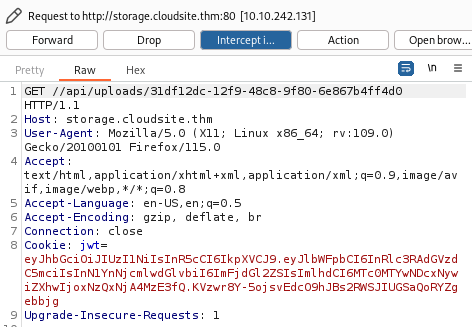 Request to http://storage.cloudsite.thm:80 [10.10.242.131]
Forward Drop Intercept i... Action Open brow...
Pretty Raw Hex \n
1 GET //api/uploads/31df12dc-12f9-48c8-9f80-6e867b4ff4d0
HTTP/1.1
2 Host: storage.cloudsite.thm
3 User-Agent: Mozilla/5.0 (X11; Linux x86_64; rv:109.0)
Gecko/20100101 Firefox/115.0
4 Accept:
text/html,application/xhtml+xml,application/xml;q=0.9,image/av
if,image/webp,*/*;q=0.8
5 Accept-Language: en-US,en;q=0.5
6 Accept-Encoding: gzip, deflate, br
7 Connection: close
8 Cookie: jwt=
eyJhbGciOiJIUzI1NiIsInR5cCI6IkpXVCJ9.eyJlbWFpbCI6InRlc3RAdGVzd
C5mciIsInN1YnNjcmlwdGlvbiI6ImFjdGl2ZSIsImlhdCI6MTc0MTYwNDcxNyw
iZXhwIjoxNzQxNjA4MzE3fQ.KVzwr8Y-5ojsvEdcO9hJBs2RWSJIUGSaQoRYZg
ebbjg
9 Upgrade-Insecure-Requests: 1